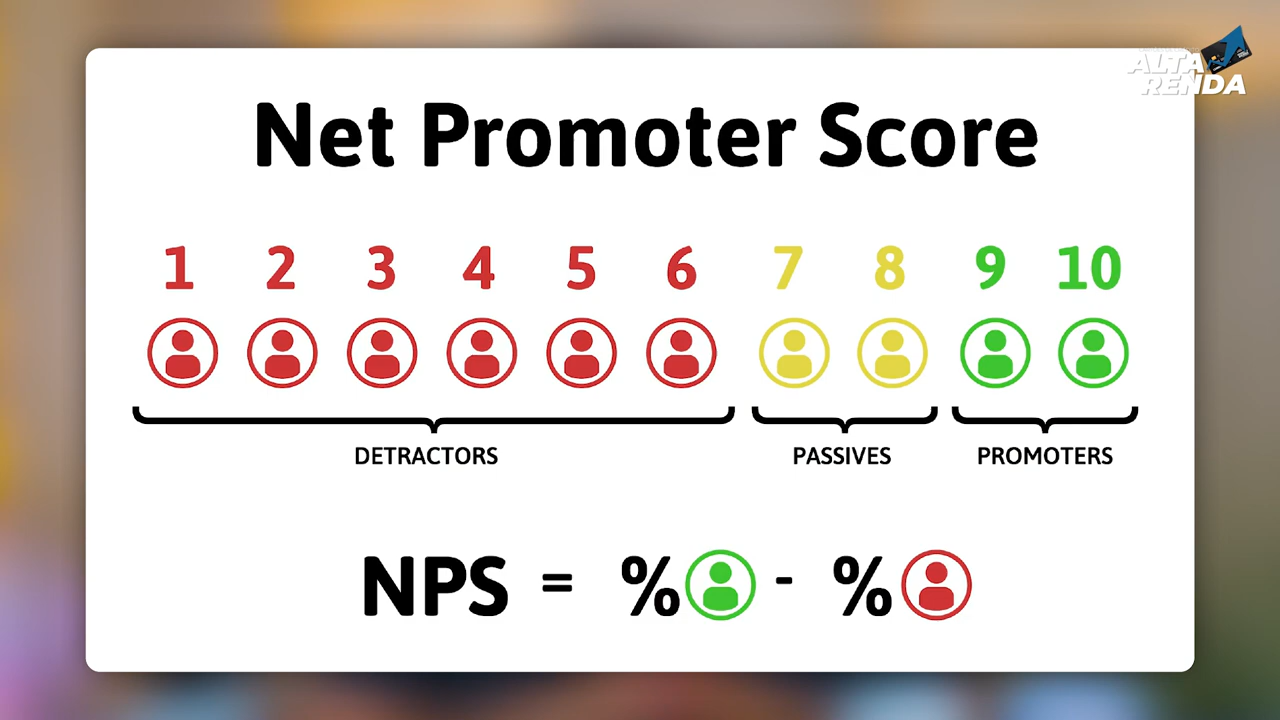 ALTA
RENDA
Net Promoter Score
1 2 3 4 5 6 7 8 9 10
DETRACTORS PASSIVES PROMOTERS
NPS = % - %